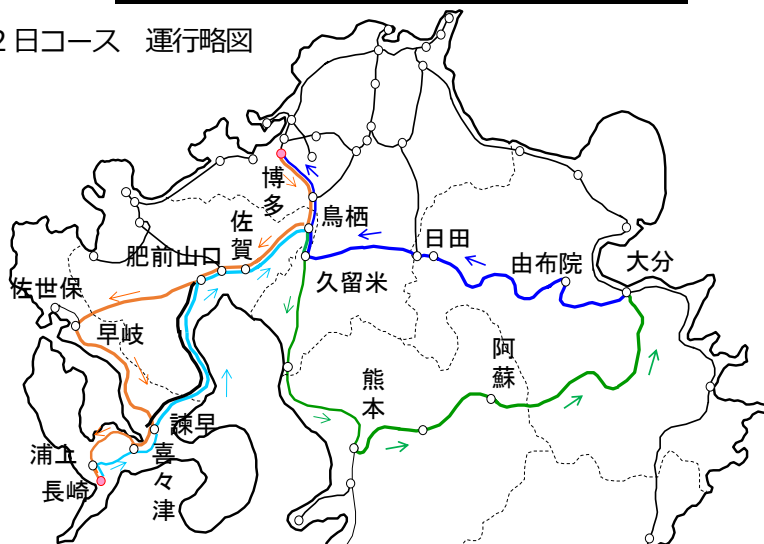 2日コース 運行略図
博多
鳥栖
佐賀
肥前山口
日田
久留米
由布院
大分
佐世保
早岐
阿蘇
熊本
諫早
喜々津
浦上
長崎